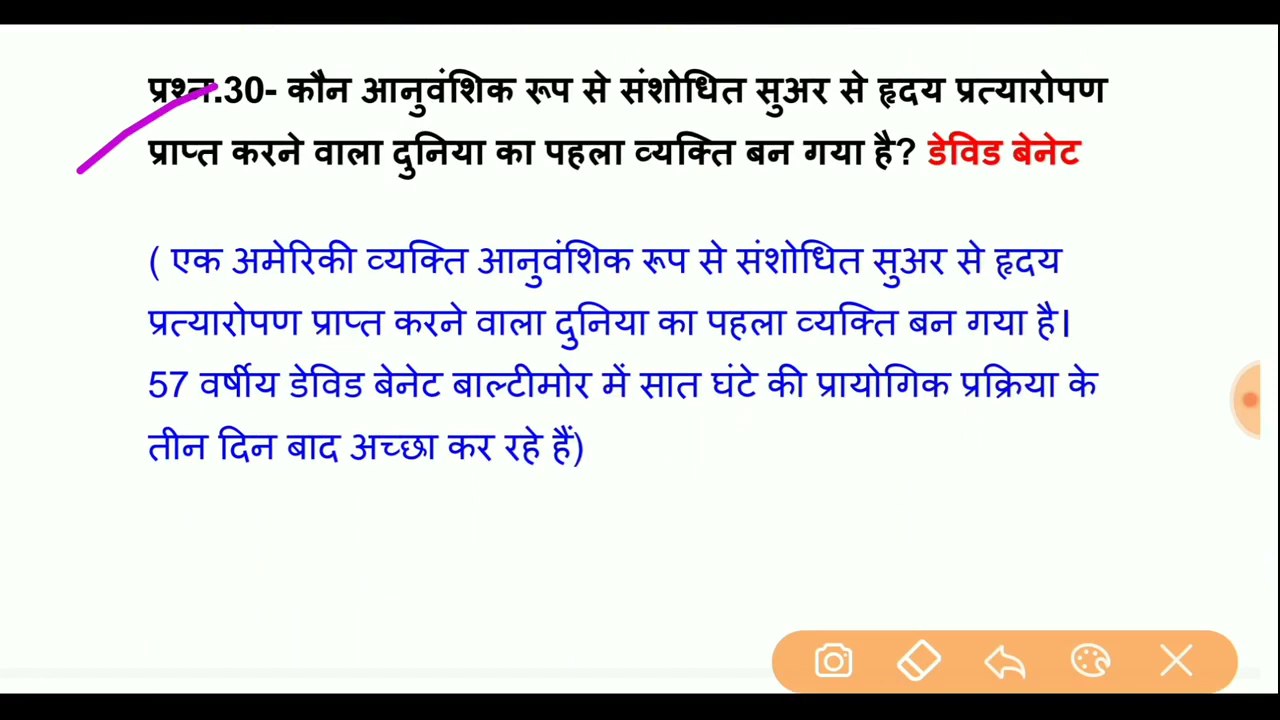 प्रश्न.30- कौन आनुवंशिक रूप से संशोधित सुअर से हृदय प्रत्यारोपण
प्राप्त करने वाला दुनिया का पहला व्यक्ति बन गया है? डेविड बेनेट
( एक अमेरिकी व्यक्ति आनुवंशिक रूप से संशोधित सुअर से हृदय
प्रत्यारोपण प्राप्त करने वाला दुनिया का पहला व्यक्ति बन गया है।
57 वर्षीय डेविड बेनेट बाल्टीमोर में सात घंटे की प्रायोगिक प्रक्रिया के
तीन दिन बाद अच्छा कर रहे हैं)